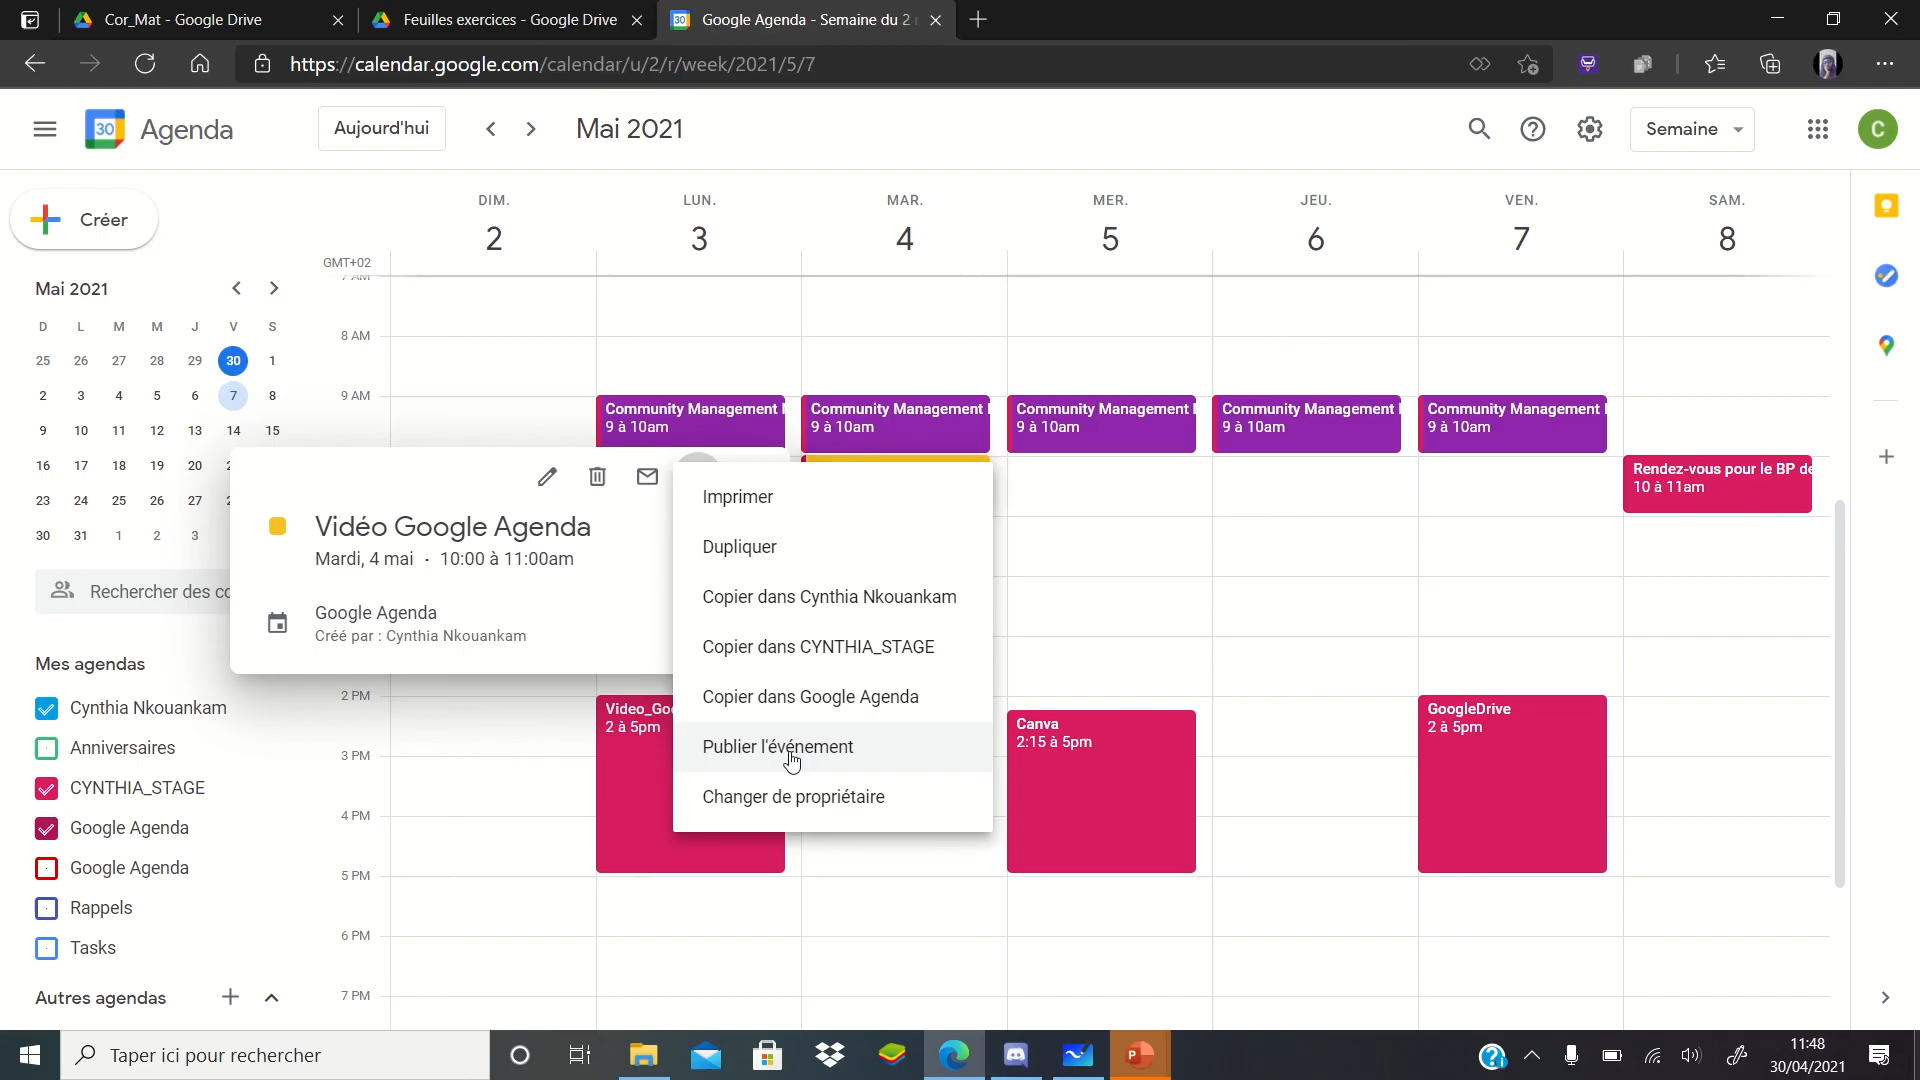 Cor_Mat - Google Drive
Feuilles exercices - Google Drive
Google Agenda - Semaine du 2
https://calendar.google.com/calendar/u/2/r/week/2021/5/7
30
Agenda
Aujourd'hui
Mai 2021
Semaine
C
Créer
DIM.
LUN.
MAR.
MER.
JEU.
VEN.
SAM.
2
3
4
5
6
7
8
GMT+02
Mai 2021
D L M M J V S
25 26 27 28 29 30 1
2 3 4 5 6 7 8
9 10 11 12 13 14 15
16 17 18 19 20
23 24 25 26 27
30 31 1 2 3
7 AM
8 AM
9 AM
2 PM
3 PM
4 PM
5 PM
6 PM
7 PM
Community Management
9 à 10am
Community Management
9 à 10am
Community Management
9 à 10am
Community Management
9 à 10am
Community Management
9 à 10am
Rendez-vous pour le BP de
10 à 11am
Vidéo Google Agenda
Mardi, 4 mai · 10:00 à 11:00am
Google Agenda
Créé par : Cynthia Nkouankam
Imprimer
Dupliquer
Copier dans Cynthia Nkouankam
Copier dans CYNTHIA_STAGE
Copier dans Google Agenda
Publier l'événement
Changer de propriétaire
Video_Goo
2 à 5pm
Canva
2:15 à 5pm
GoogleDrive
2 à 5pm
Rechercher des co
Mes agendas
Cynthia Nkouankam
Anniversaires
CYNTHIA_STAGE
Google Agenda
Google Agenda
Rappels
Tasks
Autres agendas
Taper ici pour rechercher
11:48
30/04/2021